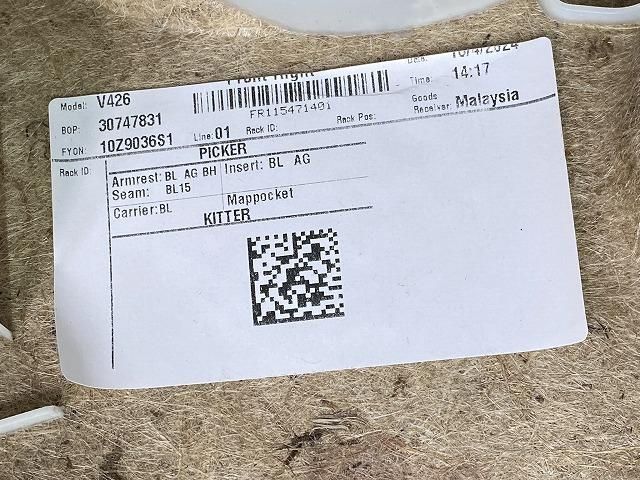 Front Right
Date: 10/4/2024
Model: V426
Time: 14:17
FR115471491
BOP: 30747831
Goods Receiver: Malaysia
FYON: 10Z9036S1 Line: 01 Rack ID: Rack Pos:
Rack ID:
PICKER
Armrest: BL AG BH Insert: BL AG
Seam: BL15
Carrier: BL Mappocket
KITTER